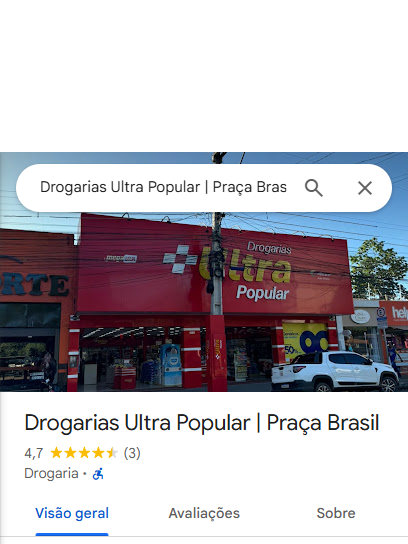 Drogarias Ultra Popular | Praça Bras
Drogarias
Ultra
Popular
ORTE
help
Drogarias Ultra Popular | Praça Brasil
4,7 (3)
Drogaria ·
Visão geral
Avaliações
Sobre